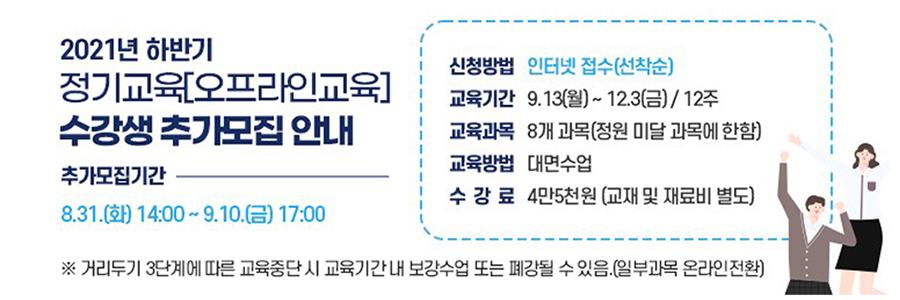 2021년 하반기
정기교육[오프라인교육]
수강생 추가모집 안내
추가모집기간
8.31.(화) 14:00 ~ 9.10.(금) 17:00
신청방법 인터넷 접수(선착순)
교육기간 9.13(월) ~ 12.3(금) / 12주
교육과목 8개 과목(정원 미달 과목에 한함)
교육방법 대면수업
수 강 료 4만5천원 (교재 및 재료비 별도)
※ 거리두기 3단계에 따른 교육중단 시 교육기간 내 보강수업 또는 폐강될 수 있음.(일부과목 온라인전환)